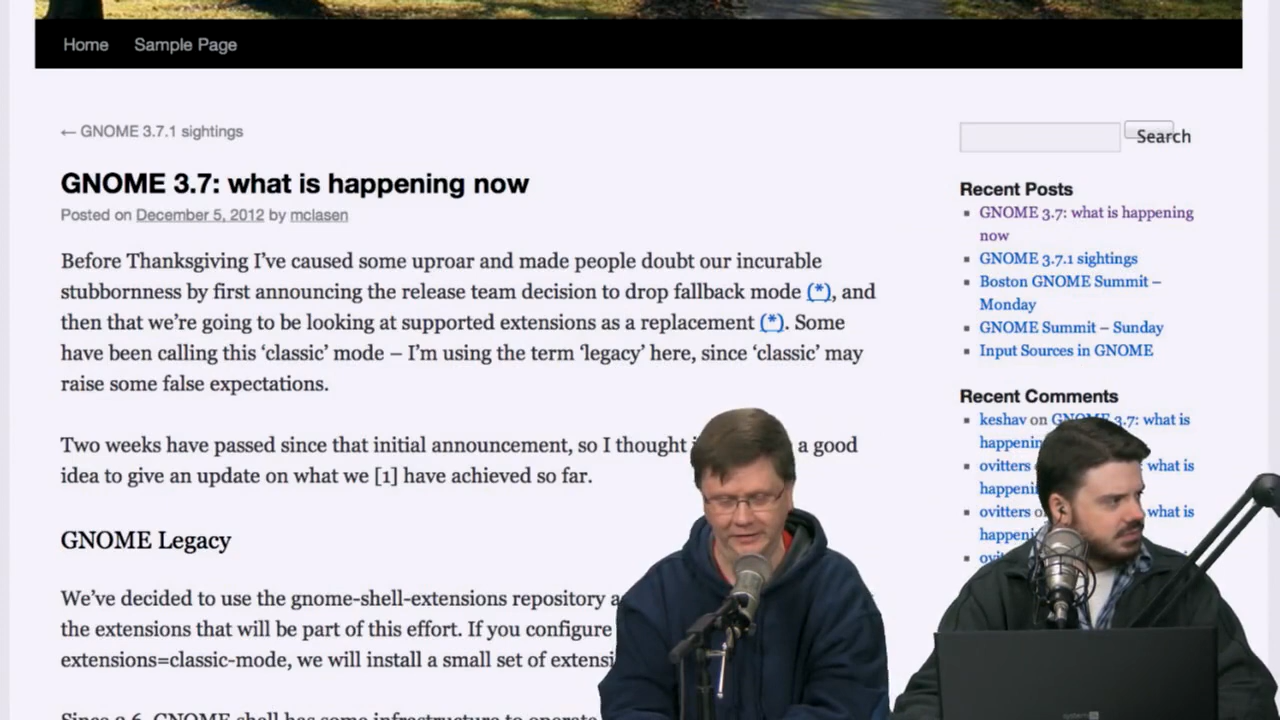 Home Sample Page
← GNOME 3.7.1 sightings
GNOME 3.7: what is happening now
Posted on December 5, 2012 by mclasen
Before Thanksgiving I’ve caused some uproar and made people doubt our incurable
stubbornness by first announcing the release team decision to drop fallback mode (*), and
then that we’re going to be looking at supported extensions as a replacement (*). Some
have been calling this ‘classic’ mode – I’m using the term ‘legacy’ here, since ‘classic’ may
raise some false expectations.
Two weeks have passed since that initial announcement, so I thought a good
idea to give an update on what we [1] have achieved so far.
GNOME Legacy
We’ve decided to use the gnome-shell-extensions repository
the extensions that will be part of this effort. If you configure
extensions=classic-mode, we will install a small set of
Since 3.6, GNOME shell has some infrastructure to operate
Search
Recent Posts
▪ GNOME 3.7: what is happening
now
▪ GNOME 3.7.1 sightings
▪ Boston GNOME Summit –
Monday
▪ GNOME Summit – Sunday
▪ Input Sources in GNOME
Recent Comments
▪ keshav on GNOME 3.7: what is
▪ ovitters what is
▪ ovitters what is